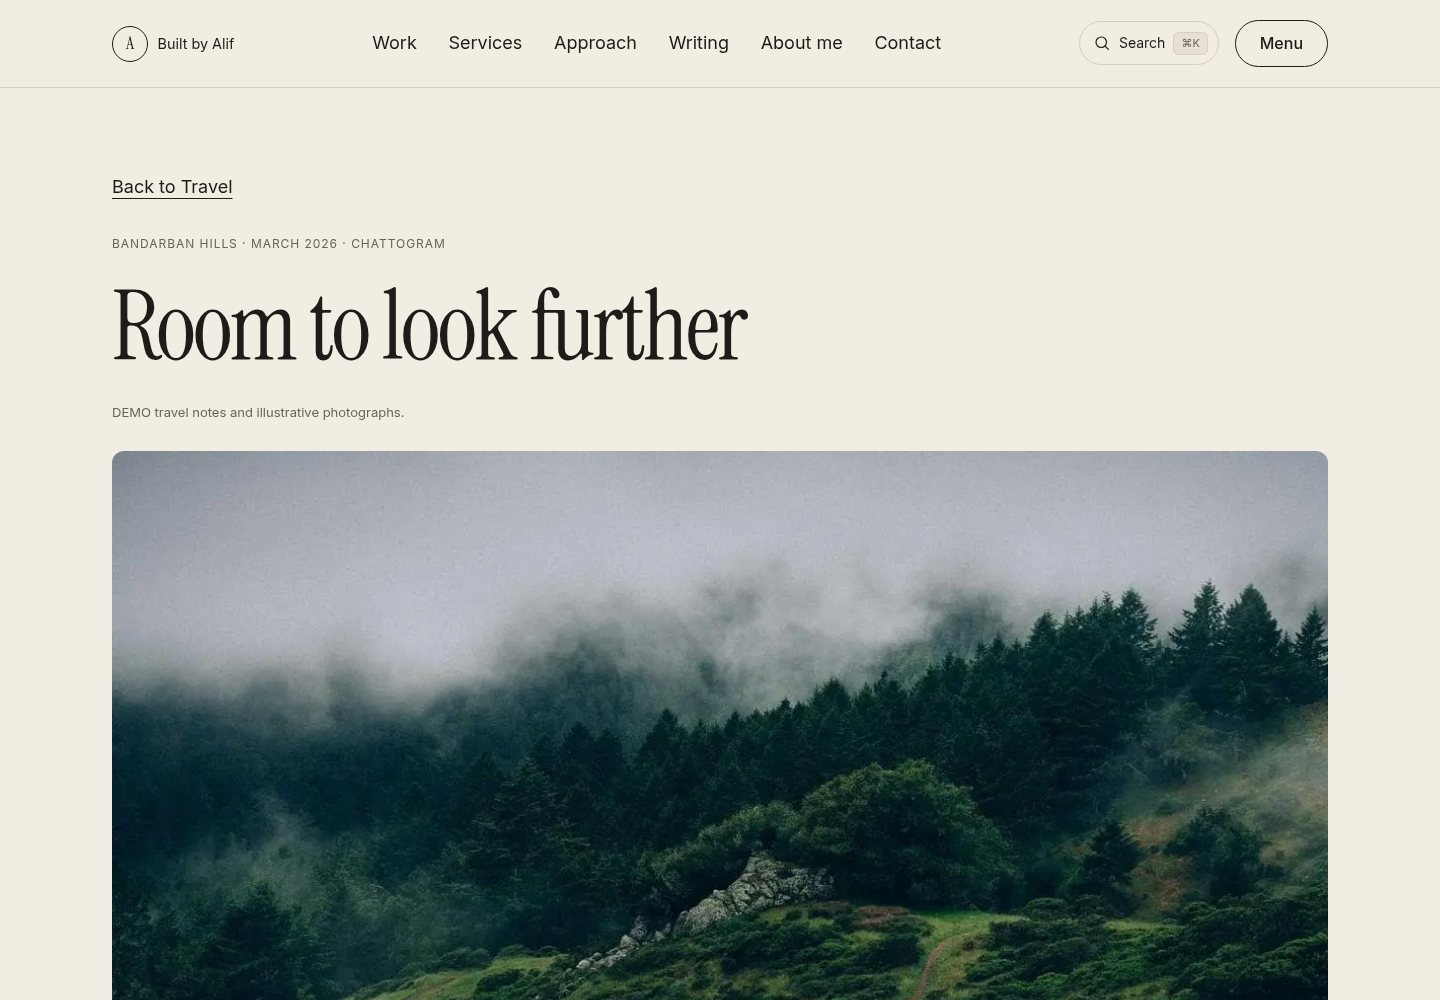 A Built by Alif
Work Services Approach Writing About me Contact
Search ⌘K Menu
Back to Travel
BANDARBAN HILLS · MARCH 2026 · CHATTOGRAM
Room to look further
DEMO travel notes and illustrative photographs.